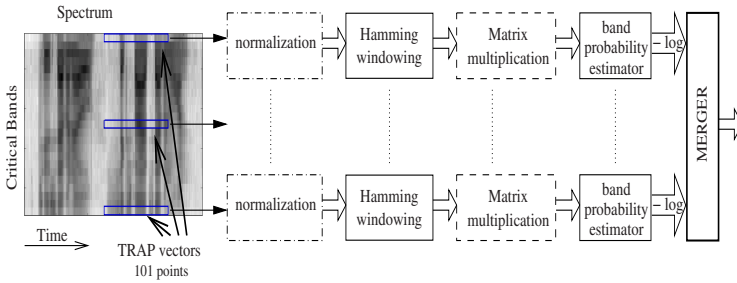 Spectrum
Critical Bands
Time
TRAP vectors
101 points
normalization
Hamming
windowing
Matrix
multiplication
band
probability
estimator
− log
normalization
Hamming
windowing
Matrix
multiplication
band
probability
estimator
− log
MERGER